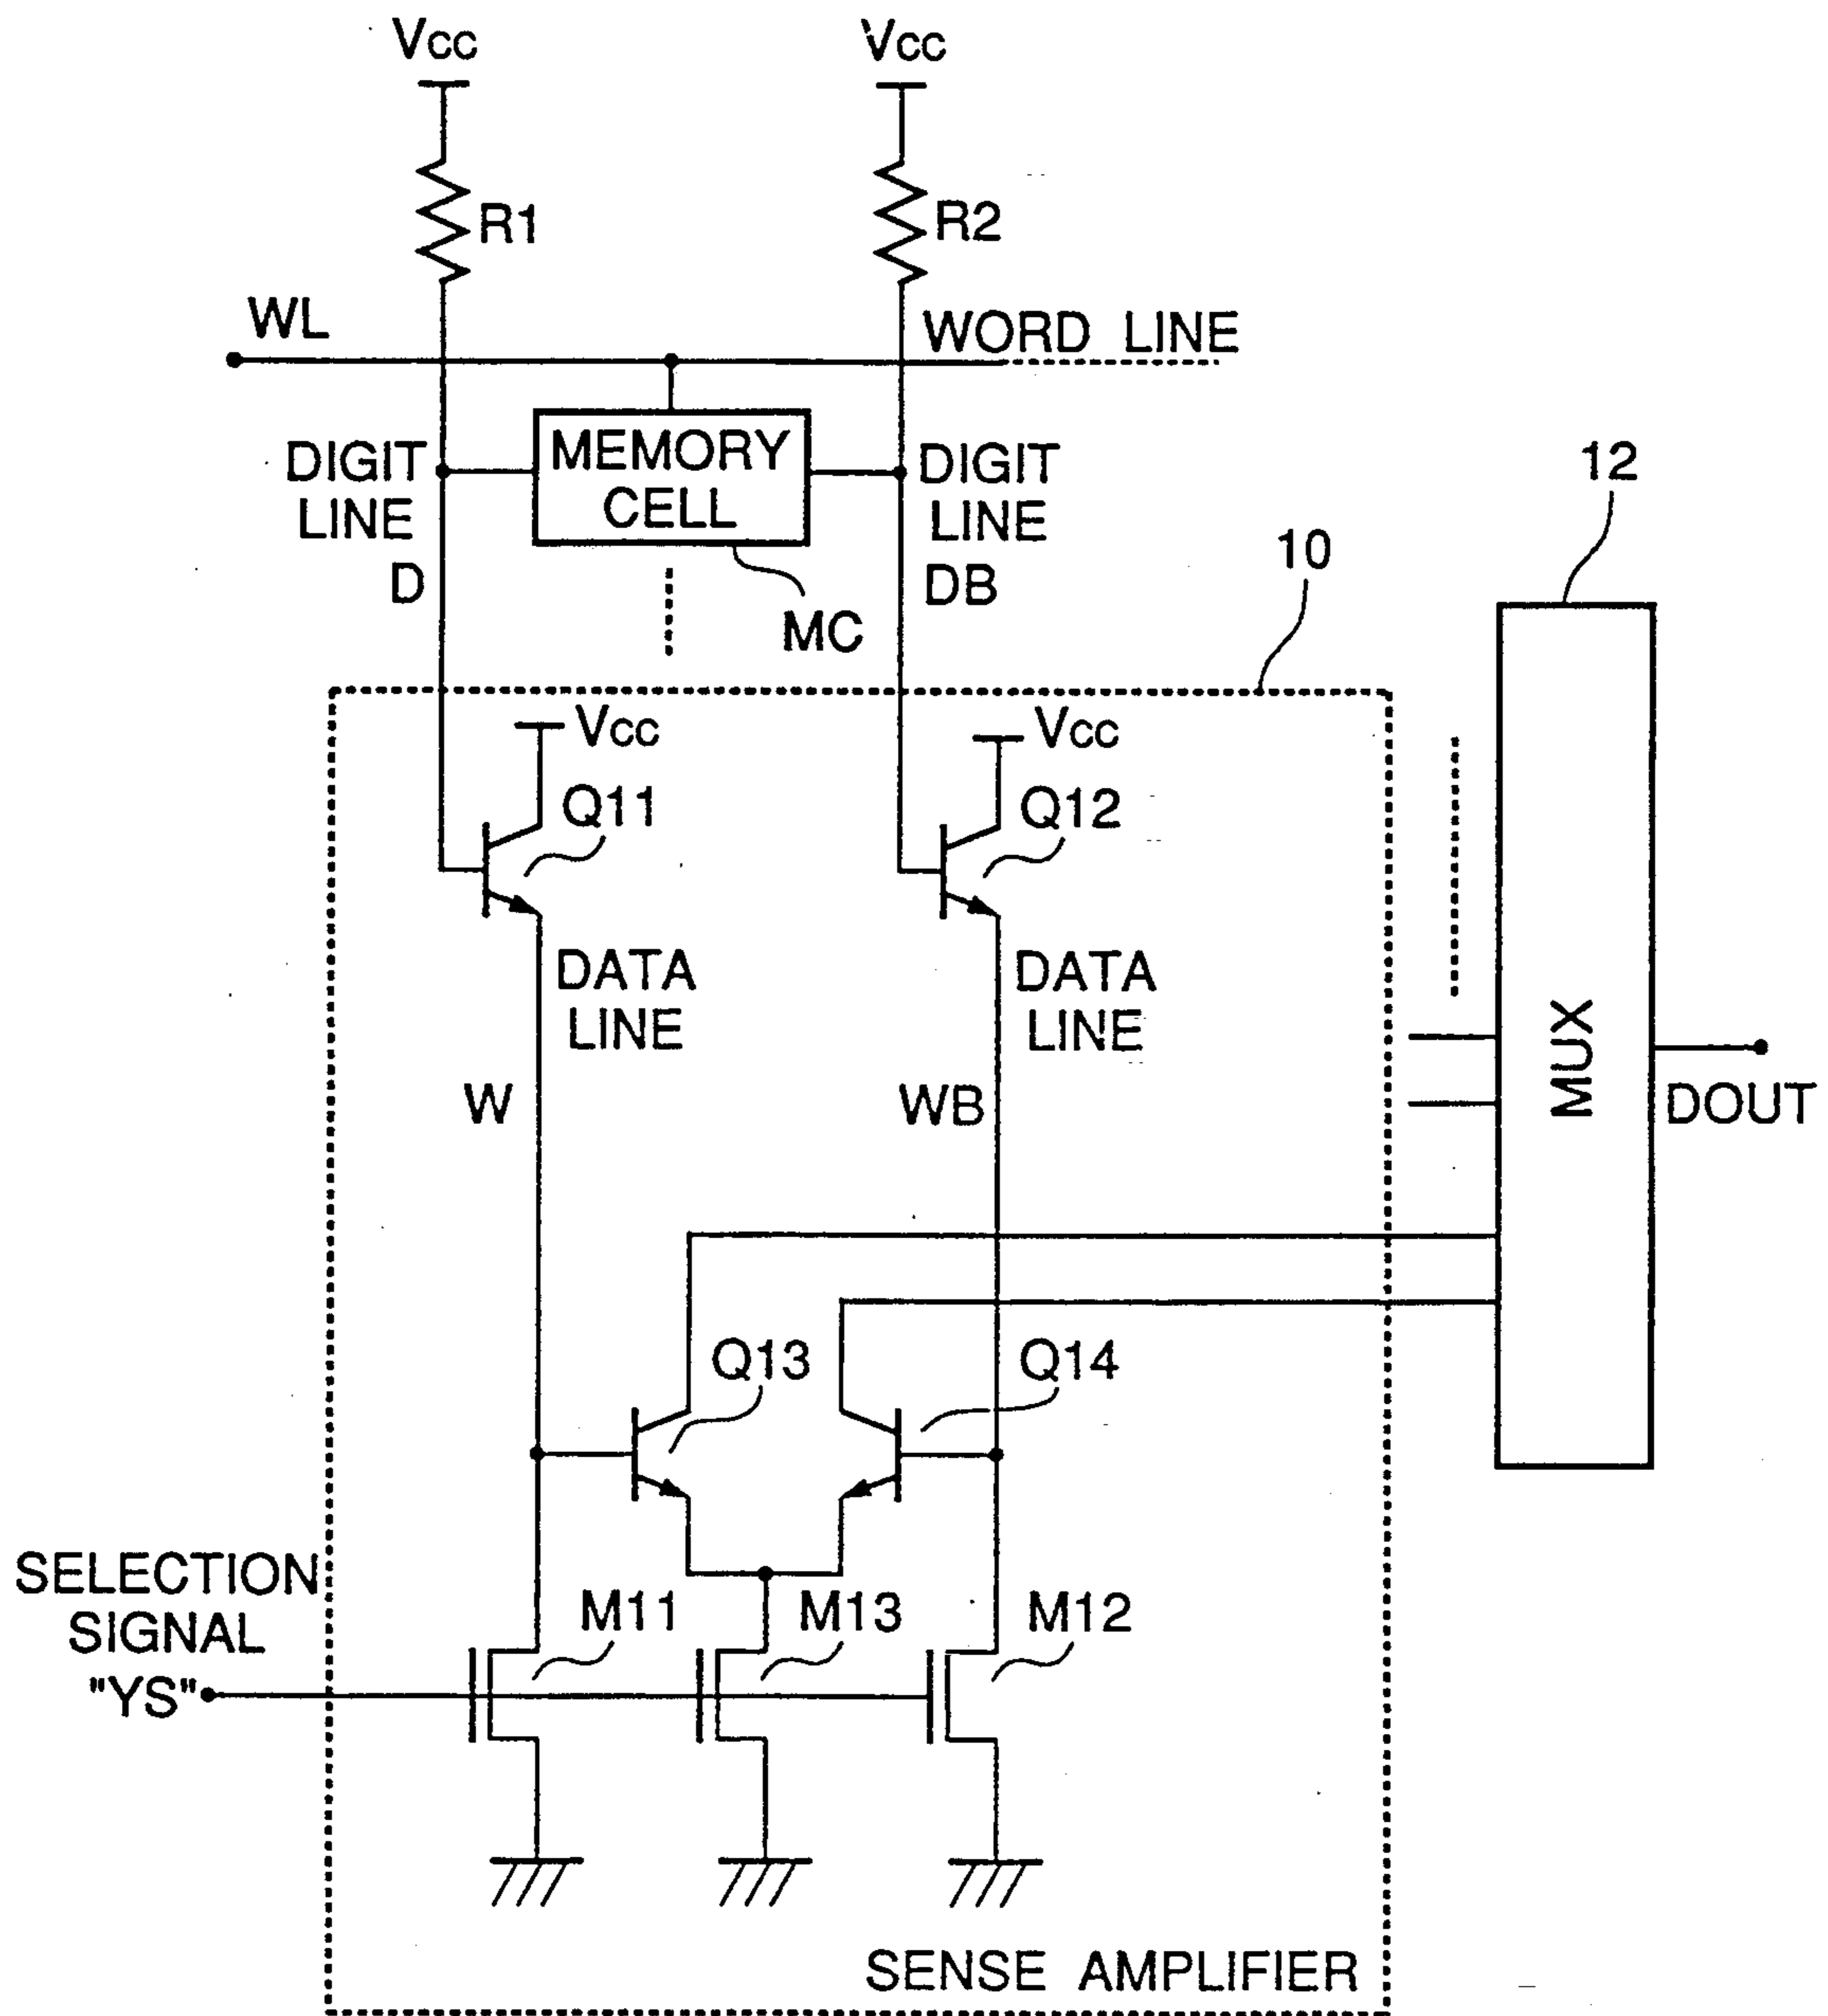 Vcc
Vcc
R1
R2
WL
WORD LINE
DIGIT
LINE
D
MEMORY
CELL
DIGIT
LINE
DB
MC
10
12
Vcc
Vcc
Q11
Q12
DATA
LINE
DATA
LINE
W
WB
MUX
DOUT
Q13
Q14
SELECTION
SIGNAL
"YS"
M11
M13
M12
SENSE AMPLIFIER